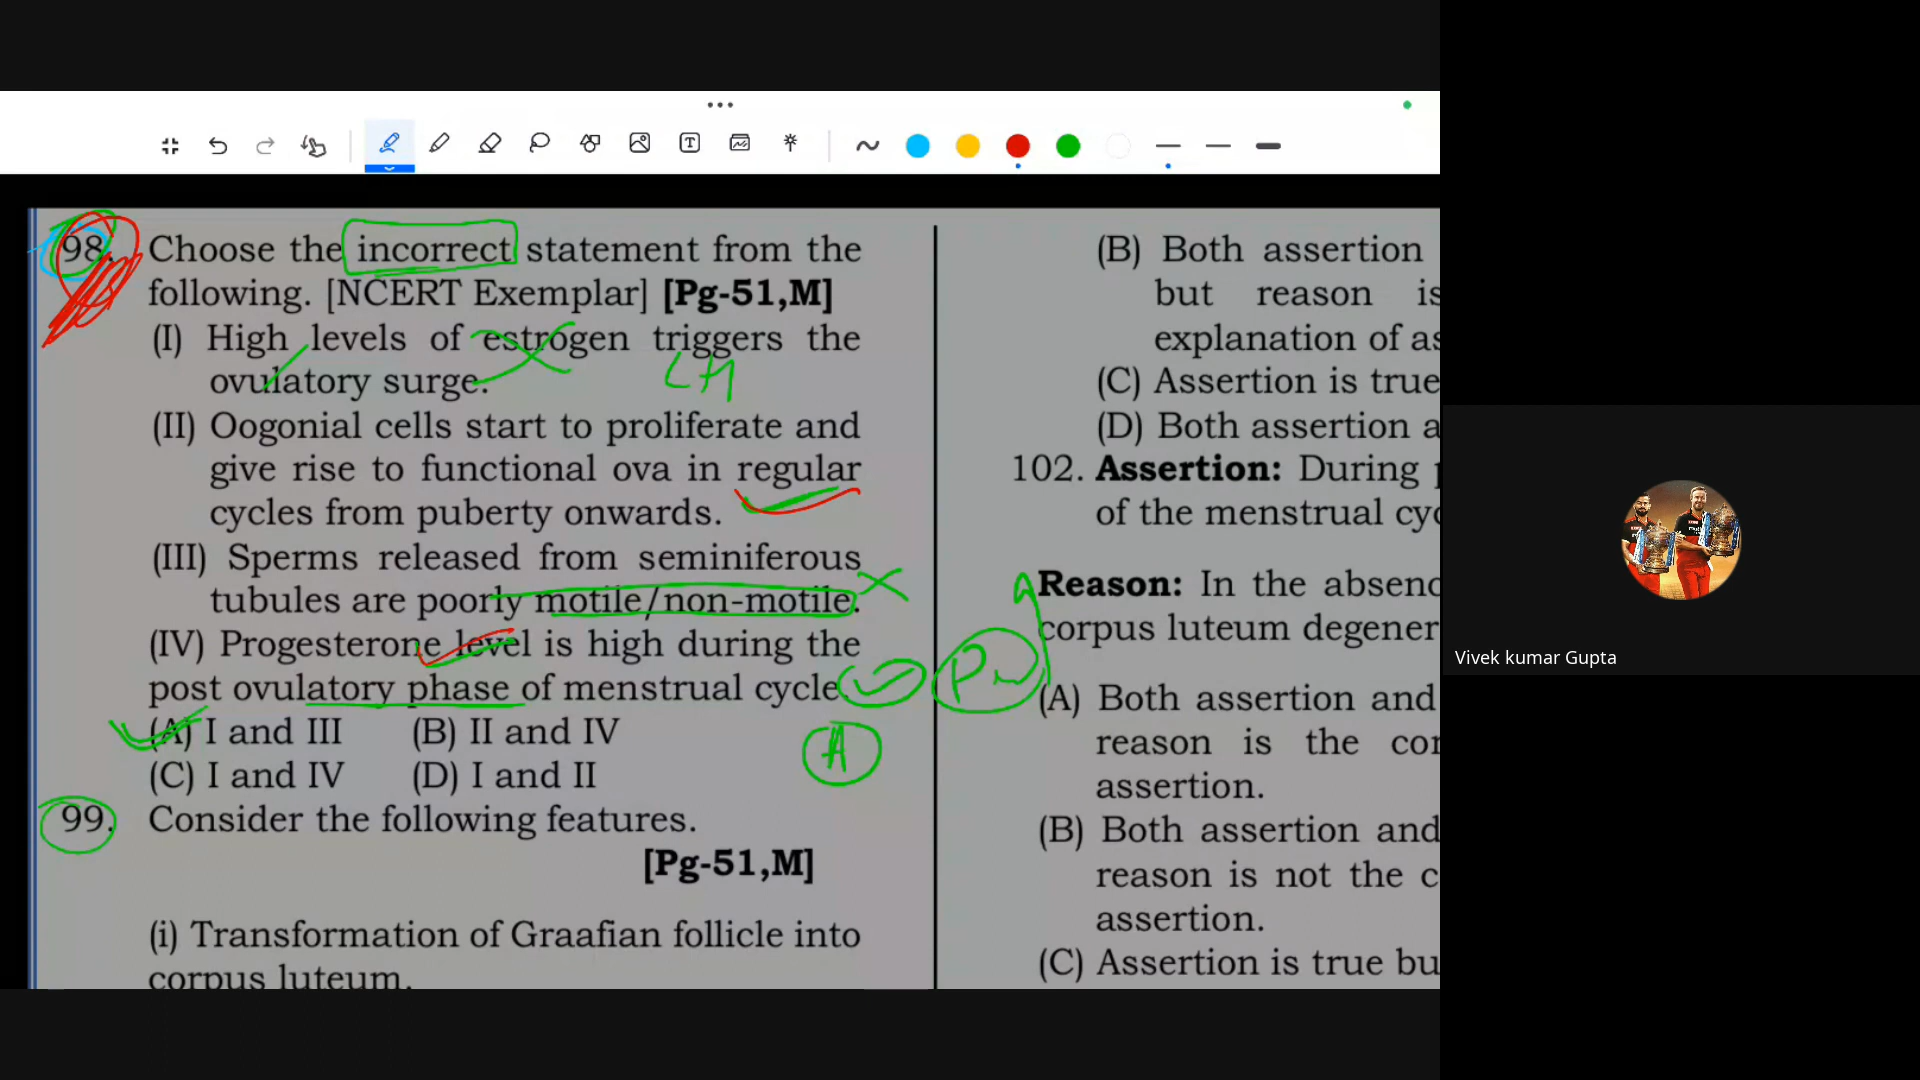 98. Choose the incorrect statement from the
following. [NCERT Exemplar] [Pg-51,M]
(I) High levels of estrogen triggers the
ovulatory surge.
LH
(II) Oogonial cells start to proliferate and
give rise to functional ova in regular
cycles from puberty onwards.
(III) Sperms released from seminiferous
tubules are poorly motile/non-motile.
(IV) Progesterone level is high during the
post ovulatory phase of menstrual cycle.
(A) I and III (B) II and IV
A
(C) I and IV (D) I and II
99. Consider the following features.
[Pg-51,M]
(i) Transformation of Graafian follicle into
corpus luteum.
(B) Both assertion
but reason is
explanation of as
(C) Assertion is true
(D) Both assertion a
102. Assertion: During
of the menstrual cyc
Reason: In the absenc
corpus luteum degener
(A) Both assertion and
reason is the cor
assertion.
(B) Both assertion and
reason is not the c
assertion.
(C) Assertion is true bu
Vivek kumar Gupta